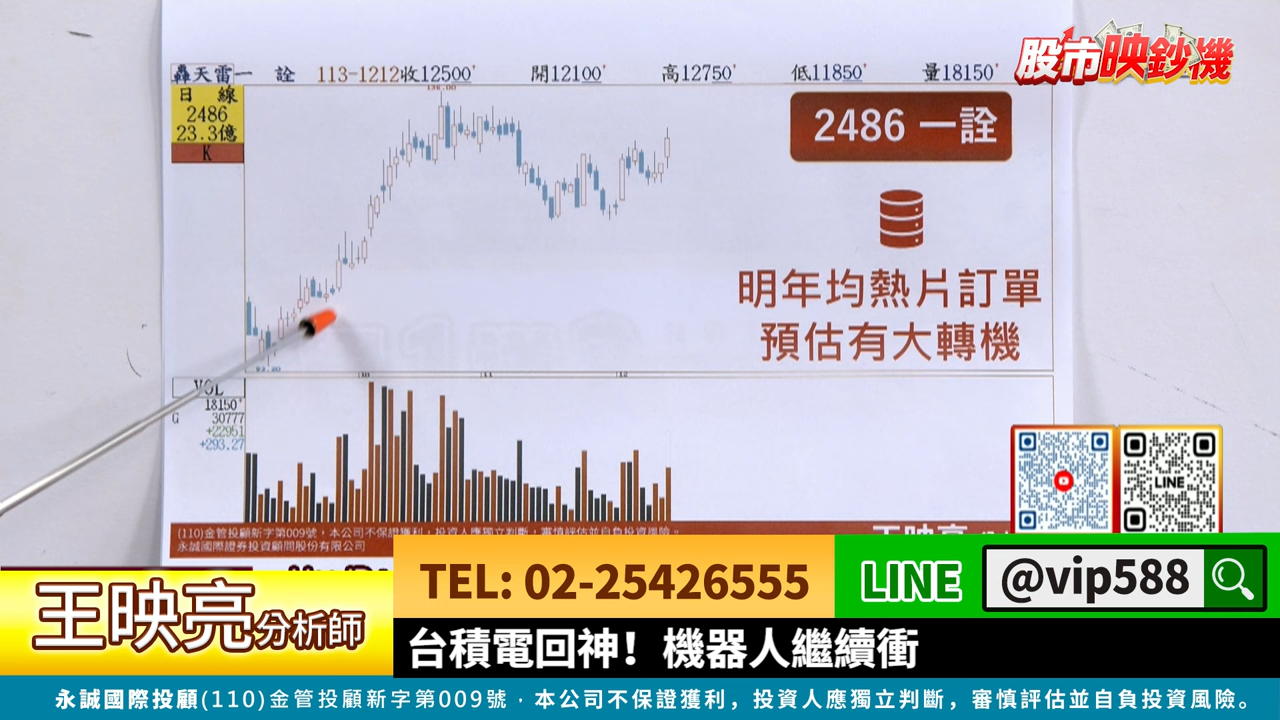 股市映鈔機
轟天雷一 詮 113-1212收12500' 開12100' 高12750' 低11850' 量18150'
日 線
2486
23.3億
K
136.00
2486 一詮
明年均熱片訂單
預估有大轉機
93.20
10 11 12
VOL
18150'
G 30777
+22951
+293.27
(110)金管投顧新字第009號，本公司不保證獲利，投資人應獨立判斷，審慎評估並自負投資風險。
永誠國際證券投資顧問股份有限公司
LINE
王映亮分析師
TEL: 02-25426555
LINE @vip588
台積電回神！機器人繼續衝
永誠國際投顧(110)金管投顧新字第009號，本公司不保證獲利，投資人應獨立判斷，審慎評估並自負投資風險。